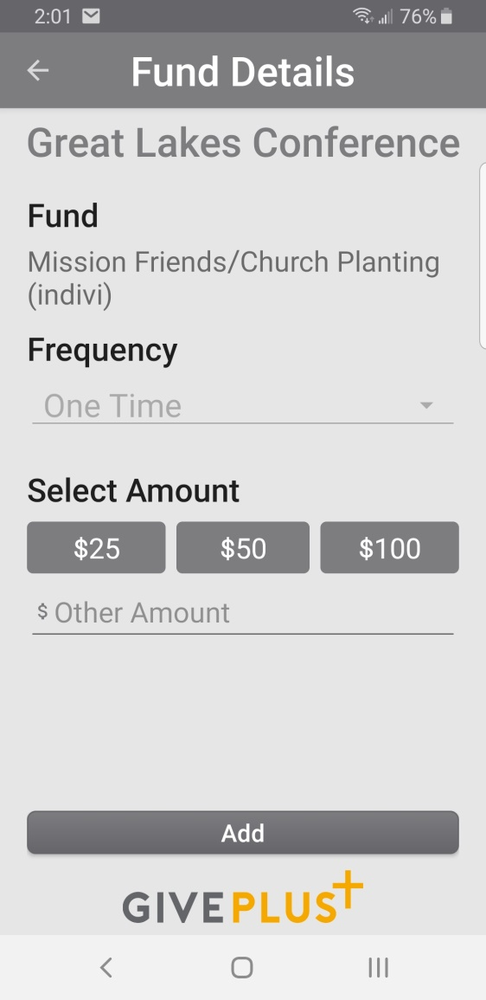 2:01 76%
Fund Details
Great Lakes Conference
Fund
Mission Friends/Church Planting
(indivi)
Frequency
One Time
Select Amount
$25 $50 $100
$ Other Amount
Add
GIVEPLUS+